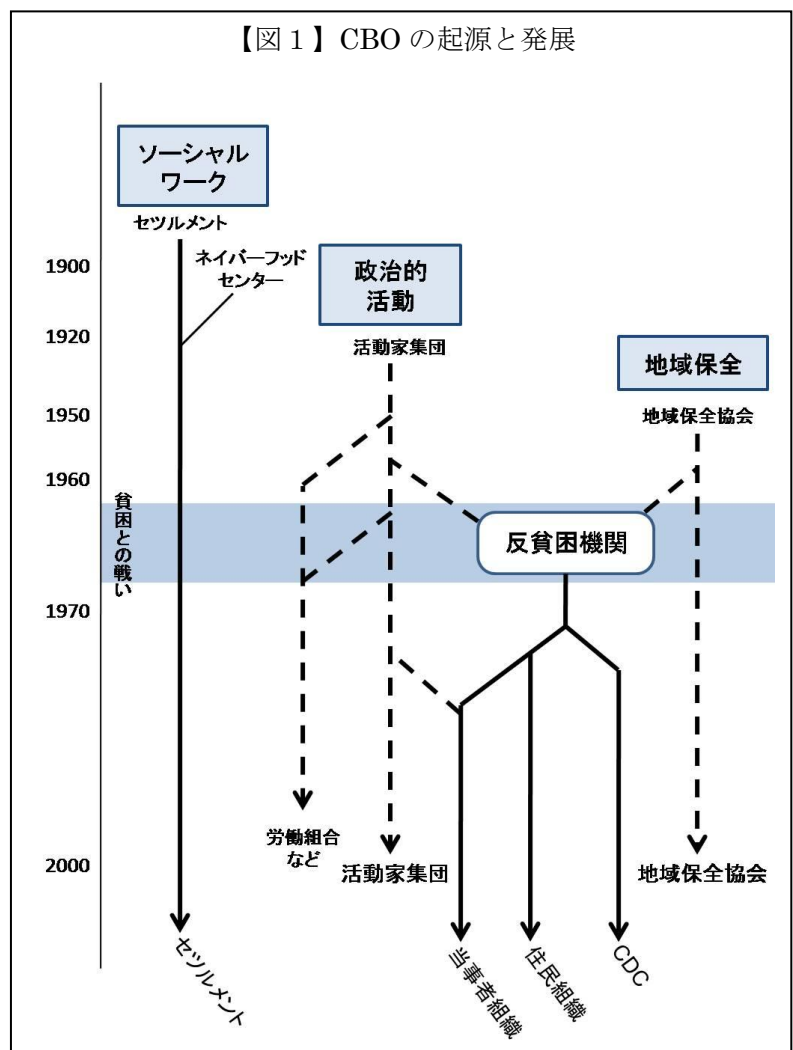 【図１】CBO の起源と発展
ソーシャル
ワーク
セツルメント
ネイバーフッド
センター
1900
政治的
活動
1920
活動家集団
地域保全
1950
地域保全協会
1960
貧困との戦い
反貧困機関
1970
労働組合
など
2000
活動家集団
地域保全協会
セツルメント
当事者組織
住民組織
CDC